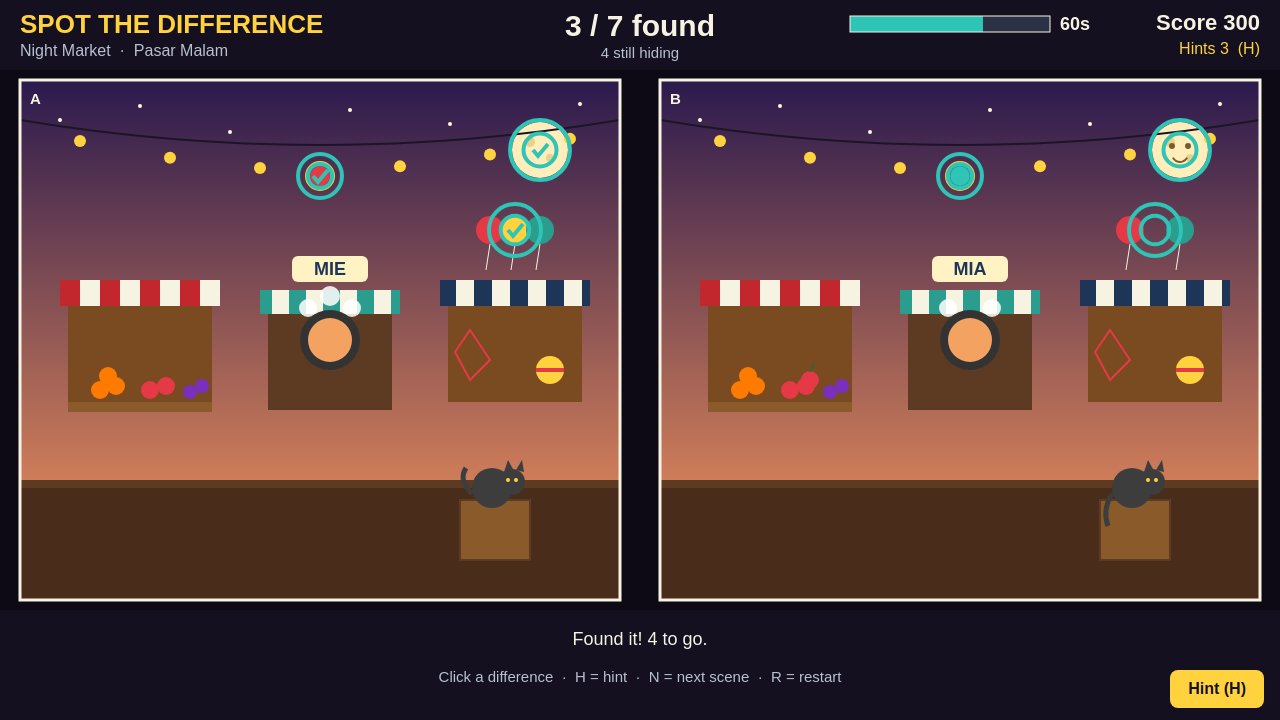 SPOT THE DIFFERENCE
Night Market · Pasar Malam
3 / 7 found
4 still hiding
60s
Score 300
Hints 3 (H)
A
MIE
B
MIA
Found it! 4 to go.
Click a difference · H = hint · N = next scene · R = restart
Hint (H)